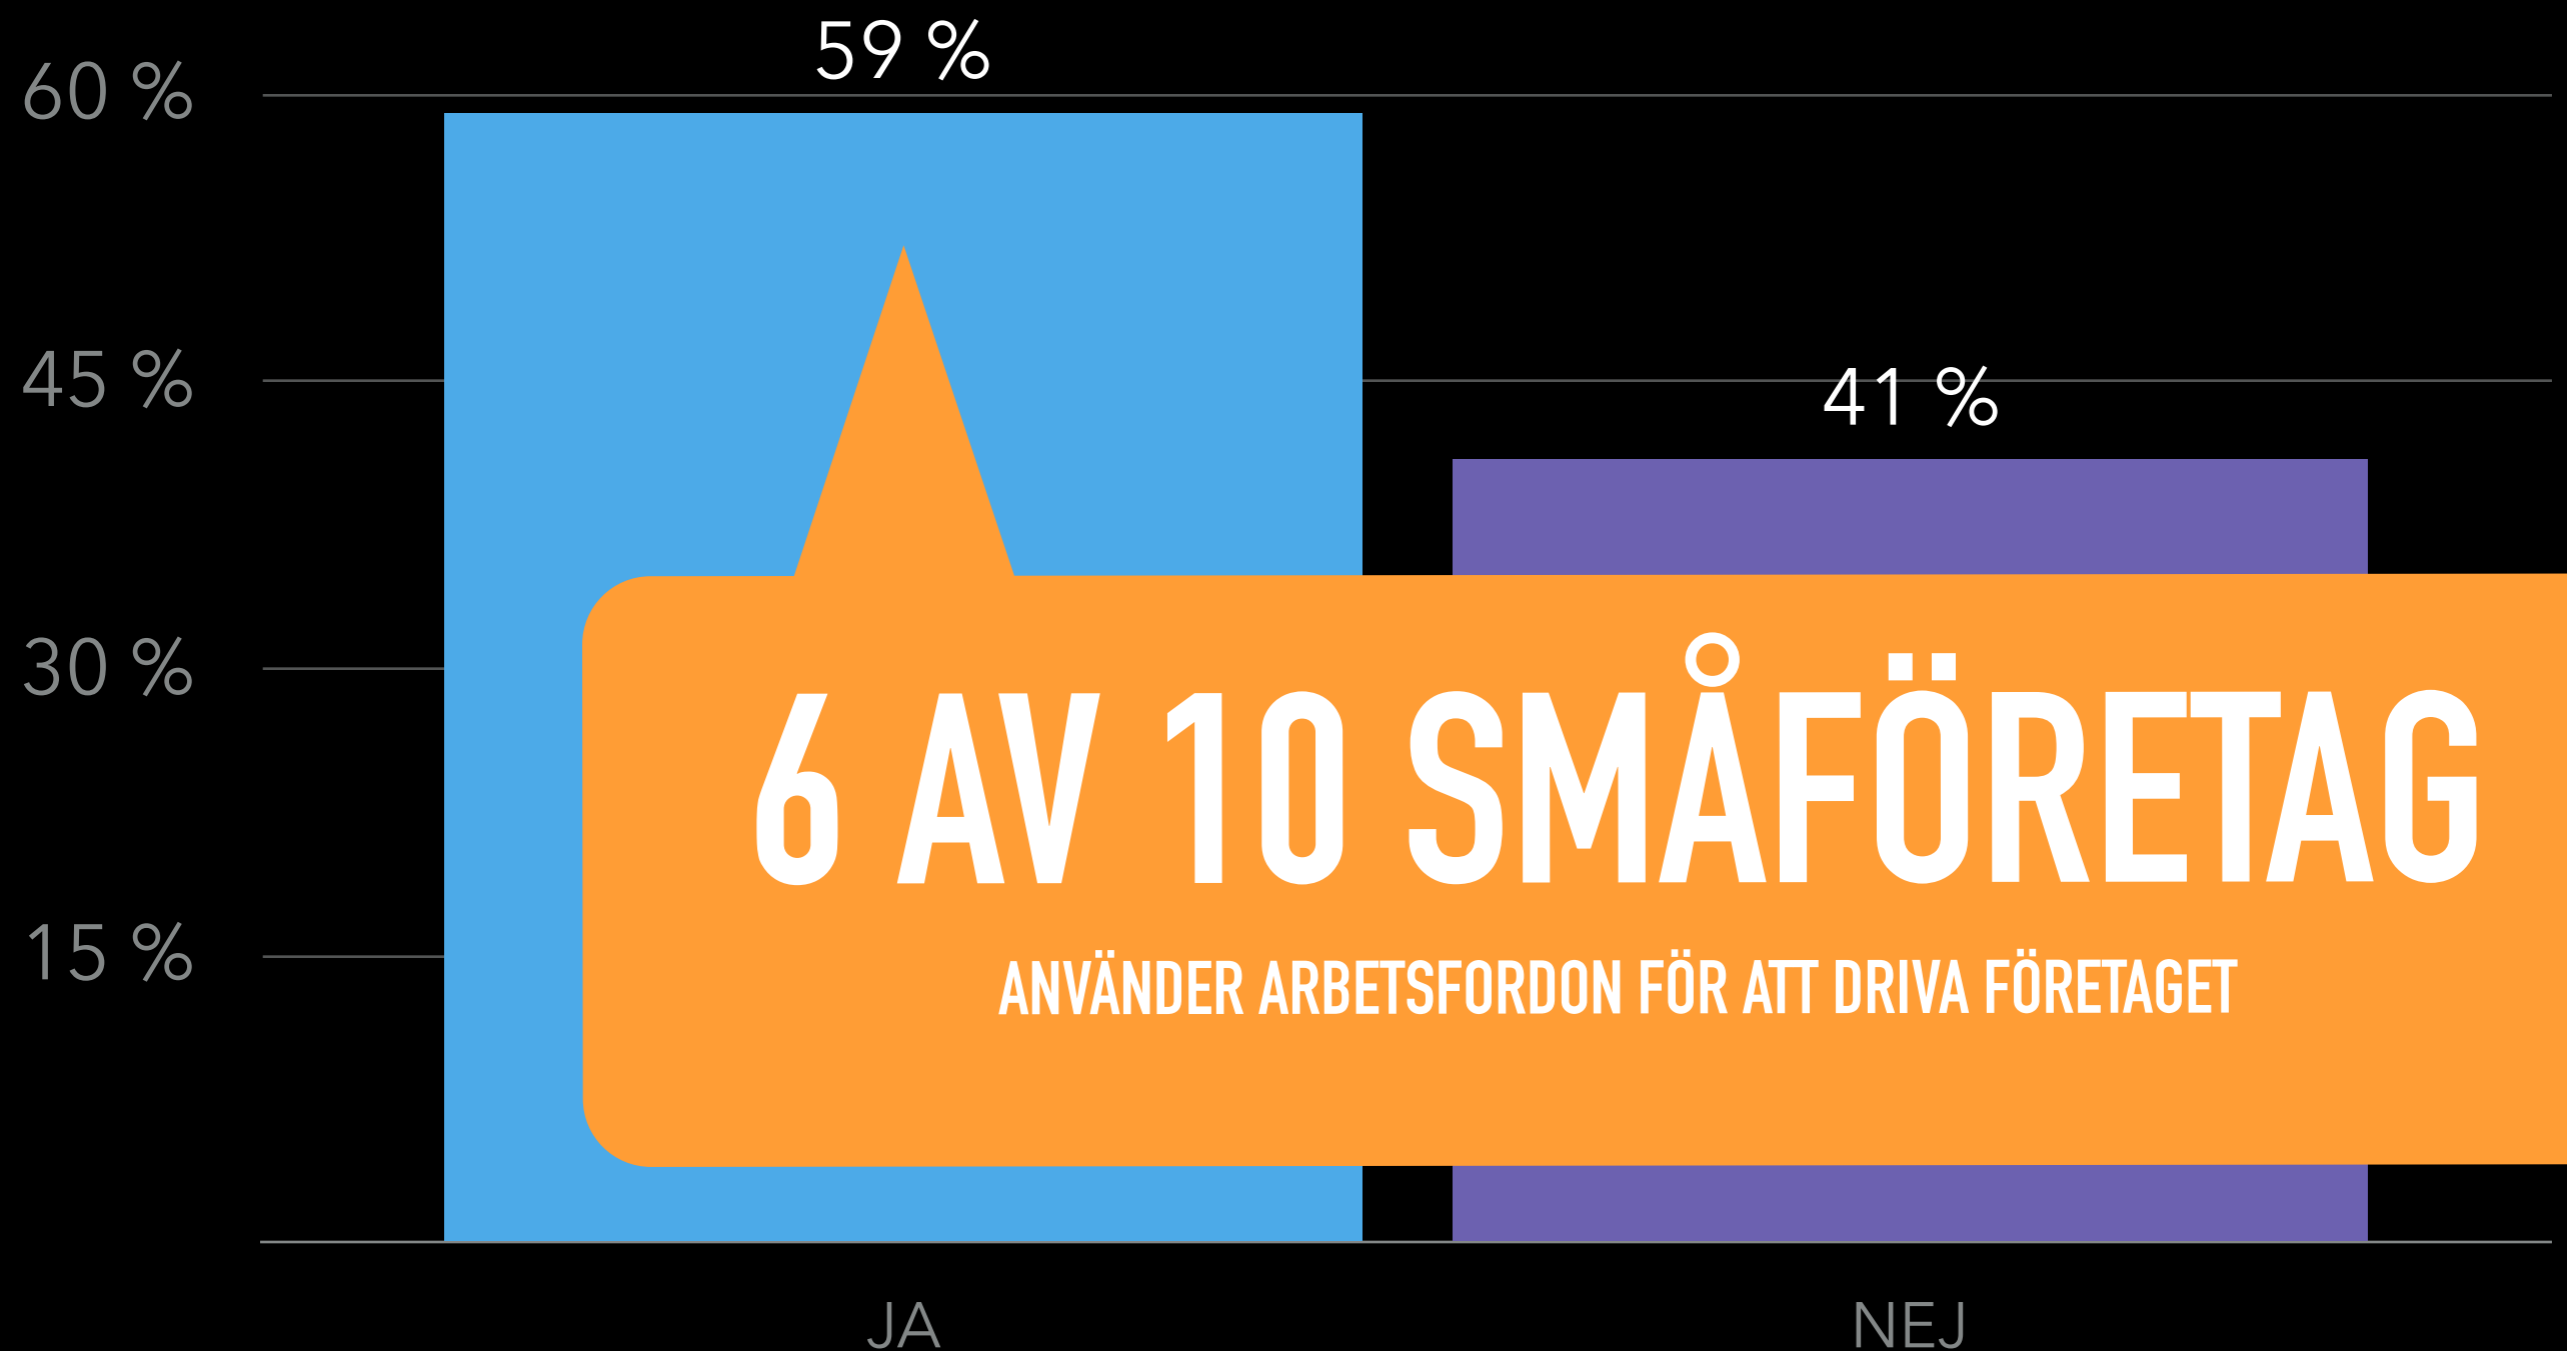 59 %
60 %
45 %
41 %
30 %
6 AV 10 SMÅFÖRETAG
15 %
ANVÄNDER ARBETSFORDON FÖR ATT DRIVA FÖRETAGET
JA
NEJ